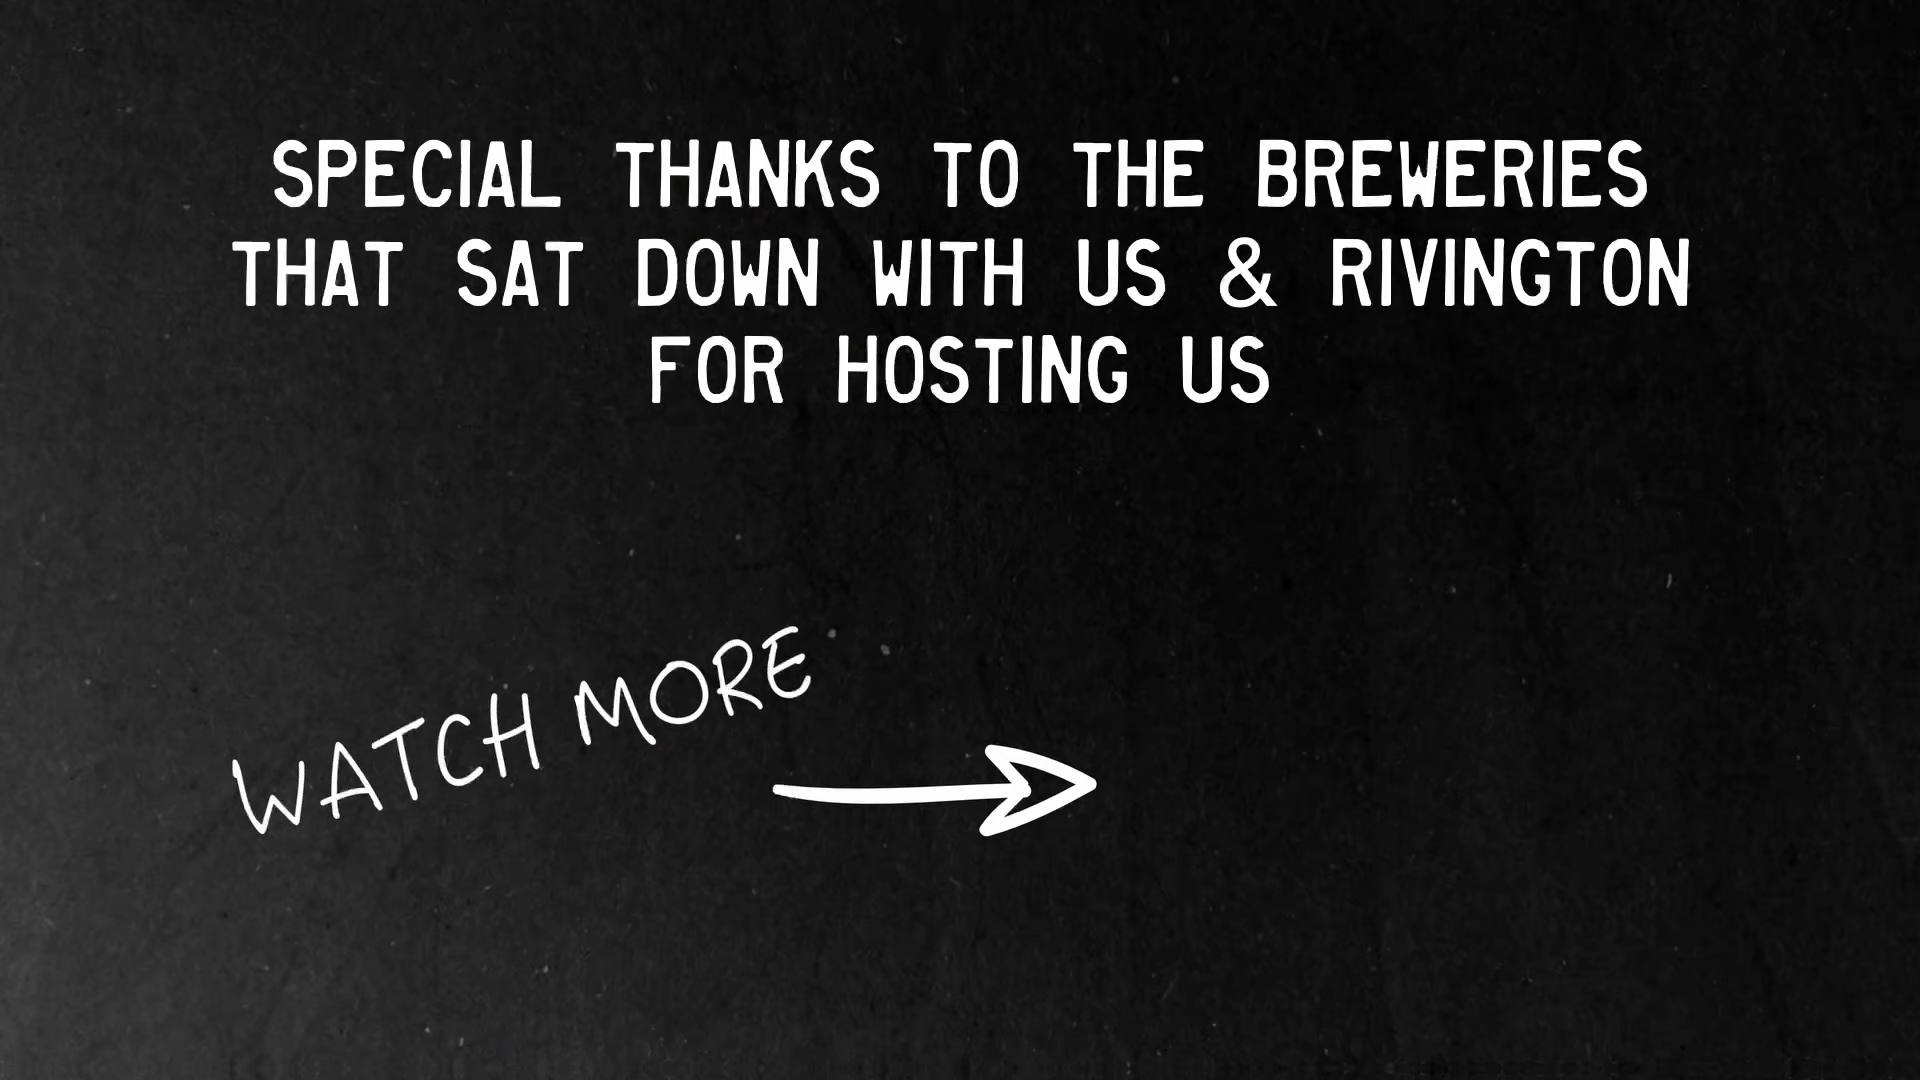 SPECIAL THANKS TO THE BREWERIES
THAT SAT DOWN WITH US & RIVINGTON
FOR HOSTING US
WATCH MORE